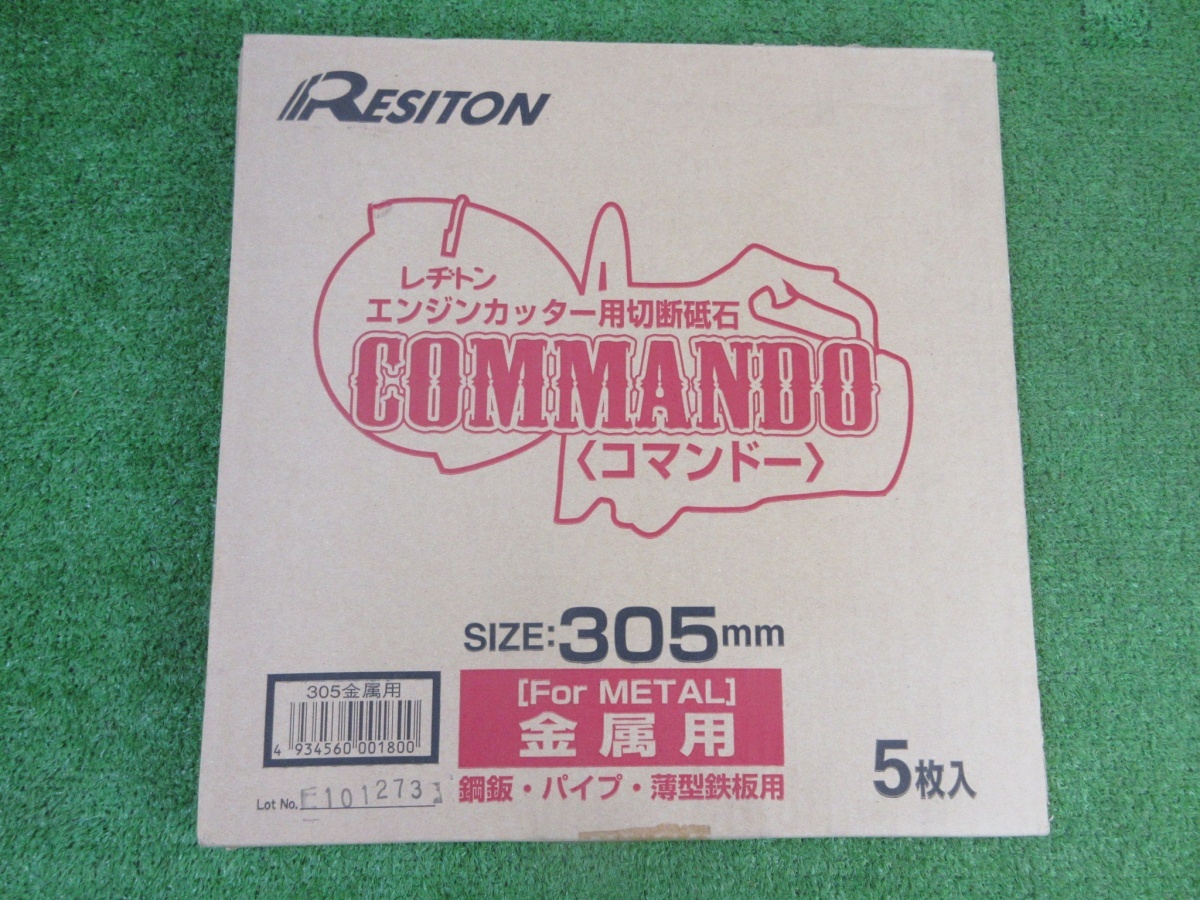 RESITON
レヂトン
エンジンカッター用切断砥石
COMMANDO
〈コマンドー〉
SIZE:305mm
[For METAL]
金属用
鋼鈑・パイプ・薄型鉄板用
305金属用
4 934560 001800
Lot No. E101273
5枚入